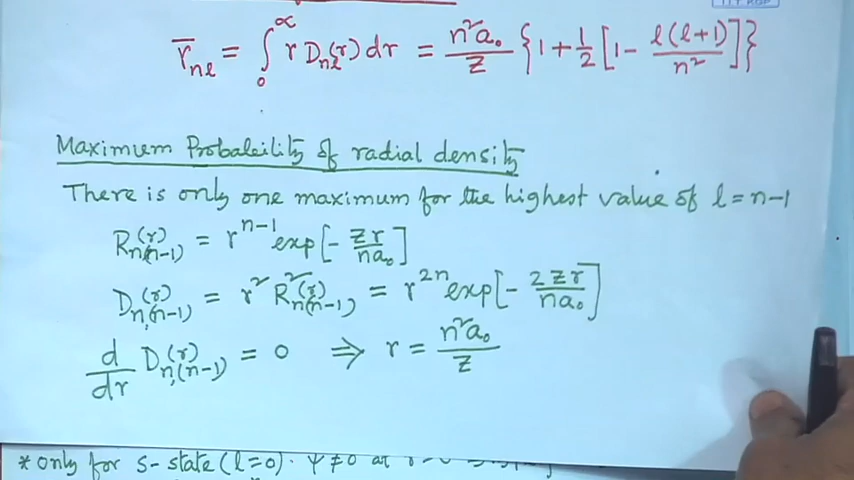 r̄nℓ = ∫₀^∝ r Dnℓ(r) dr = n²a₀/Z {1 + 1/2 [1 - ℓ(ℓ+1)/n²]}
Maximum Probability of radial density
There is only one maximum for the highest value of ℓ = n-1
Rn(n-1)(r) = r^(n-1) exp[- Zr/na₀]
Dn,(n-1)(r) = r² R²n(n-1)(r) = r^(2n) exp[- 2Zr/na₀]
d/dr Dn,(n-1)(r) = 0 ⇒ r = n²a₀/Z
* only for s-state (ℓ=0). Ψ≠0 at